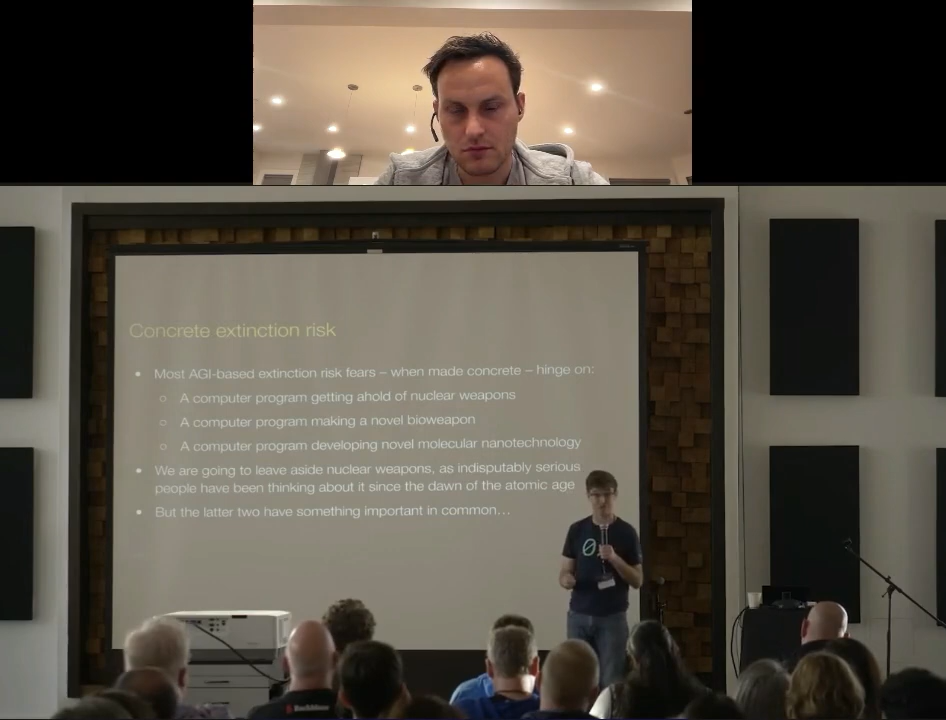 Concrete extinction risk
• Most AGI-based extinction risk fears – when made concrete – hinge on:
○ A computer program getting ahold of nuclear weapons
○ A computer program making a novel bioweapon
○ A computer program developing novel molecular nanotechnology
• We are going to leave aside nuclear weapons, as indisputably serious
people have been thinking about it since the dawn of the atomic age
• But the latter two have something important in common…